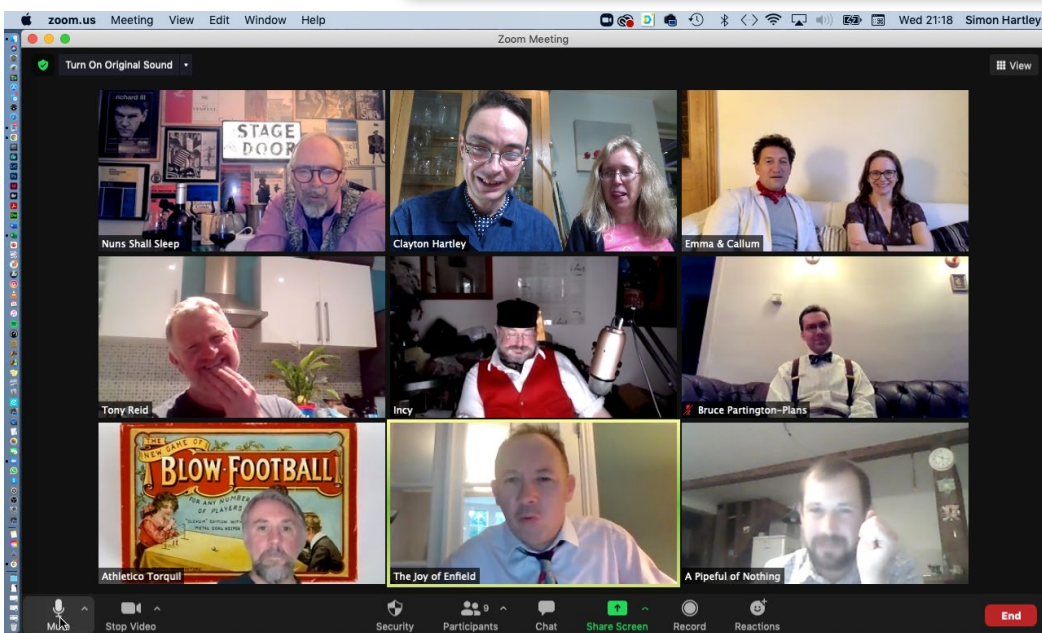 zoom.us Meeting View Edit Window Help Wed 21:18 Simon Hartley
Zoom Meeting
Turn On Original Sound View
richard III
STAGE
DOOR
Nuns Shall Sleep
Clayton Hartley
Emma & Callum
Tony Reid
Incy
Bruce Partington-Plans
THE
NEW GAME OF
BLOW FOOTBALL
FOR ANY NUMBER
OF PLAYERS
Athletico Torquil
The Joy of Enfield
A Pipeful of Nothing
9
Mute Stop Video Security Participants Chat Share Screen Record Reactions End